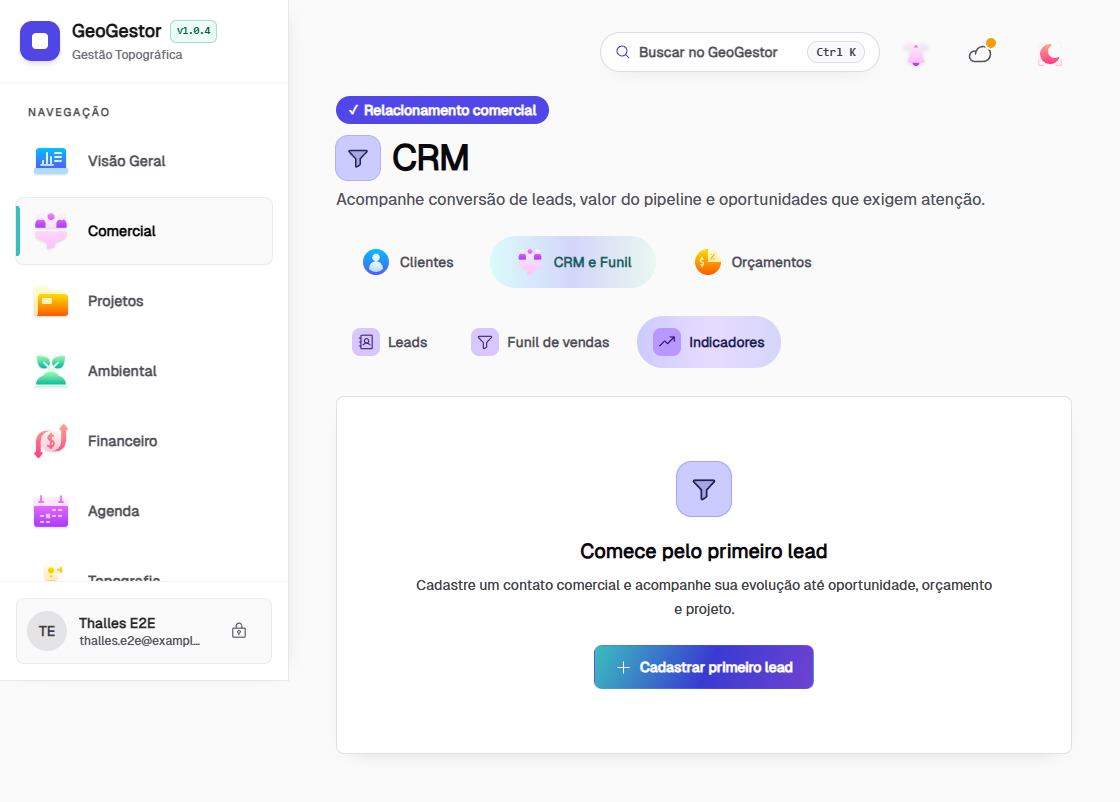 GeoGestor v1.0.4
Gestão Topográfica
NAVEGAÇÃO
Visão Geral
Comercial
Projetos
Ambiental
Financeiro
Agenda
Topografia
TE
Thalles E2E
thalles.e2e@exampl...
Buscar no GeoGestor Ctrl K
✓ Relacionamento comercial
CRM
Acompanhe conversão de leads, valor do pipeline e oportunidades que exigem atenção.
Clientes CRM e Funil Orçamentos
Leads Funil de vendas Indicadores
Comece pelo primeiro lead
Cadastre um contato comercial e acompanhe sua evolução até oportunidade, orçamento
e projeto.
Cadastrar primeiro lead